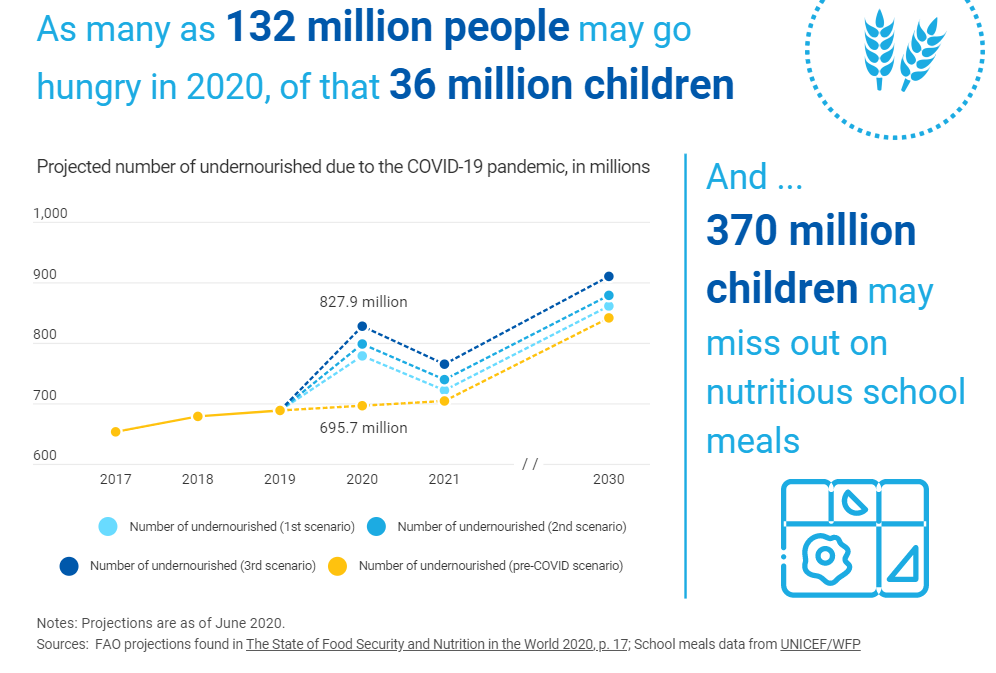 As many as 132 million people may go
hungry in 2020, of that 36 million children
Projected number of undernourished due to the COVID-19 pandemic, in millions
1,000
900
800
700
600
827.9 million
695.7 million
2017 2018 2019 2020 2021 // 2030
Number of undernourished (1st scenario) Number of undernourished (2nd scenario)
Number of undernourished (3rd scenario) Number of undernourished (pre-COVID scenario)
And ...
370 million
children may
miss out on
nutritious school
meals
Notes: Projections are as of June 2020.
Sources: FAO projections found in The State of Food Security and Nutrition in the World 2020, p. 17; School meals data from UNICEF/WFP